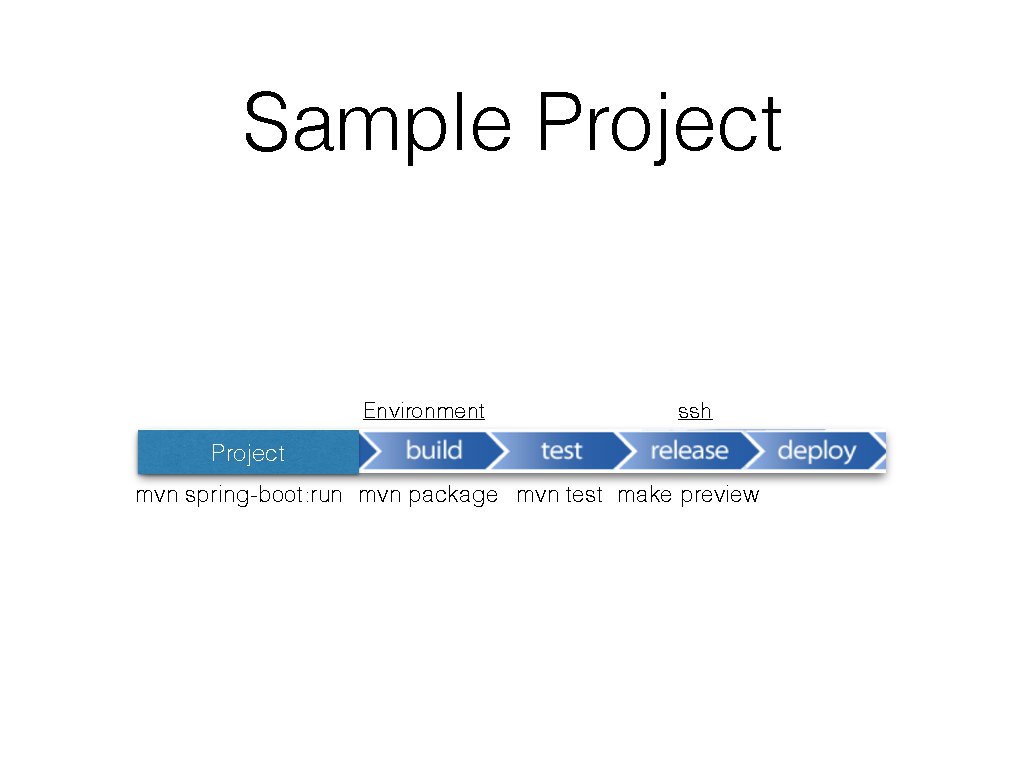 Sample Project
Environment ssh
Project build test release deploy
mvn spring-boot:run mvn package mvn test make preview